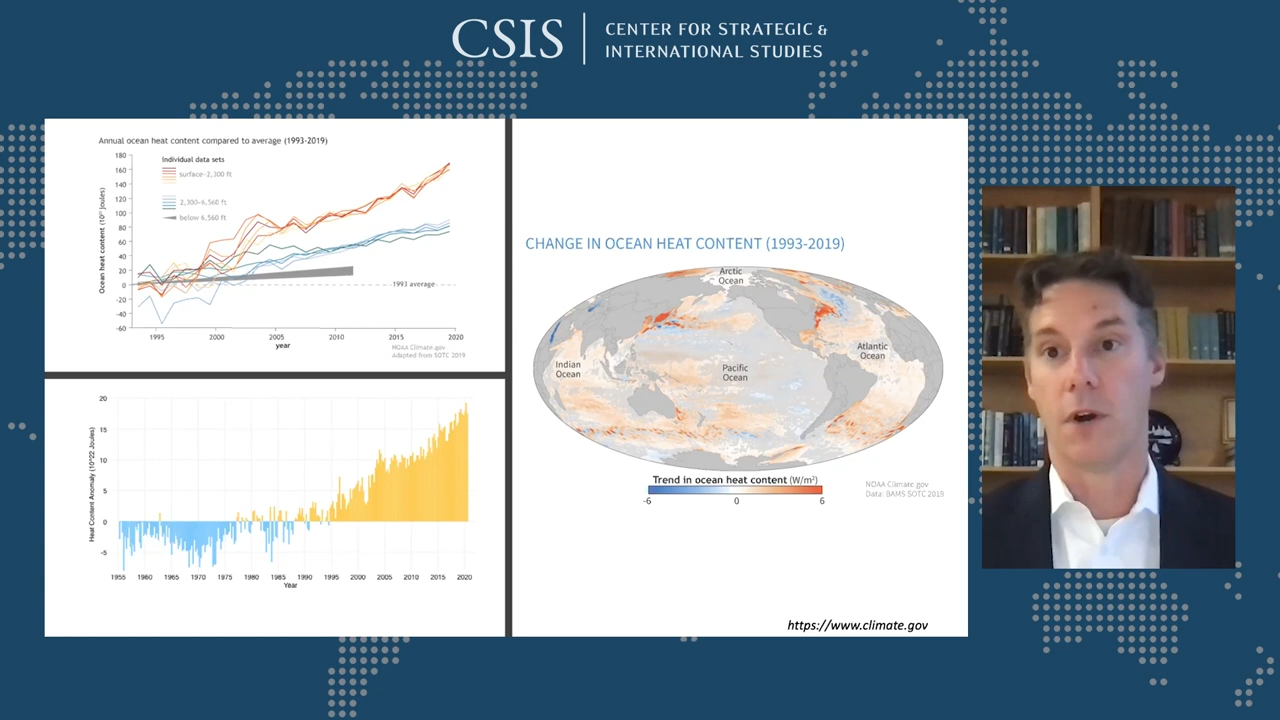 CSIS
CENTER FOR STRATEGIC &
INTERNATIONAL STUDIES
Annual ocean heat content compared to average (1993-2019)
Ocean heat content (10²¹ Joules)
180
160
140
120
100
80
60
40
20
0
-20
-40
-60
individual data sets
surface–2,300 ft
2,300–6,560 ft
below 6,560 ft
1993 average
1995
2000
2005
2010
2015
2020
year
NOAA Climate.gov
Adapted from SOTC 2019
Heat Content Anomaly (10^22 Joules)
20
15
10
5
0
-5
1955
1960
1965
1970
1975
1980
1985
1990
1995
2000
2005
2010
2015
2020
Year
CHANGE IN OCEAN HEAT CONTENT (1993-2019)
Arctic
Ocean
Atlantic
Ocean
Indian
Ocean
Pacific
Ocean
Trend in ocean heat content (W/m²)
-6
0
6
NOAA Climate.gov
Data: BAMS SOTC 2019
https://www.climate.gov